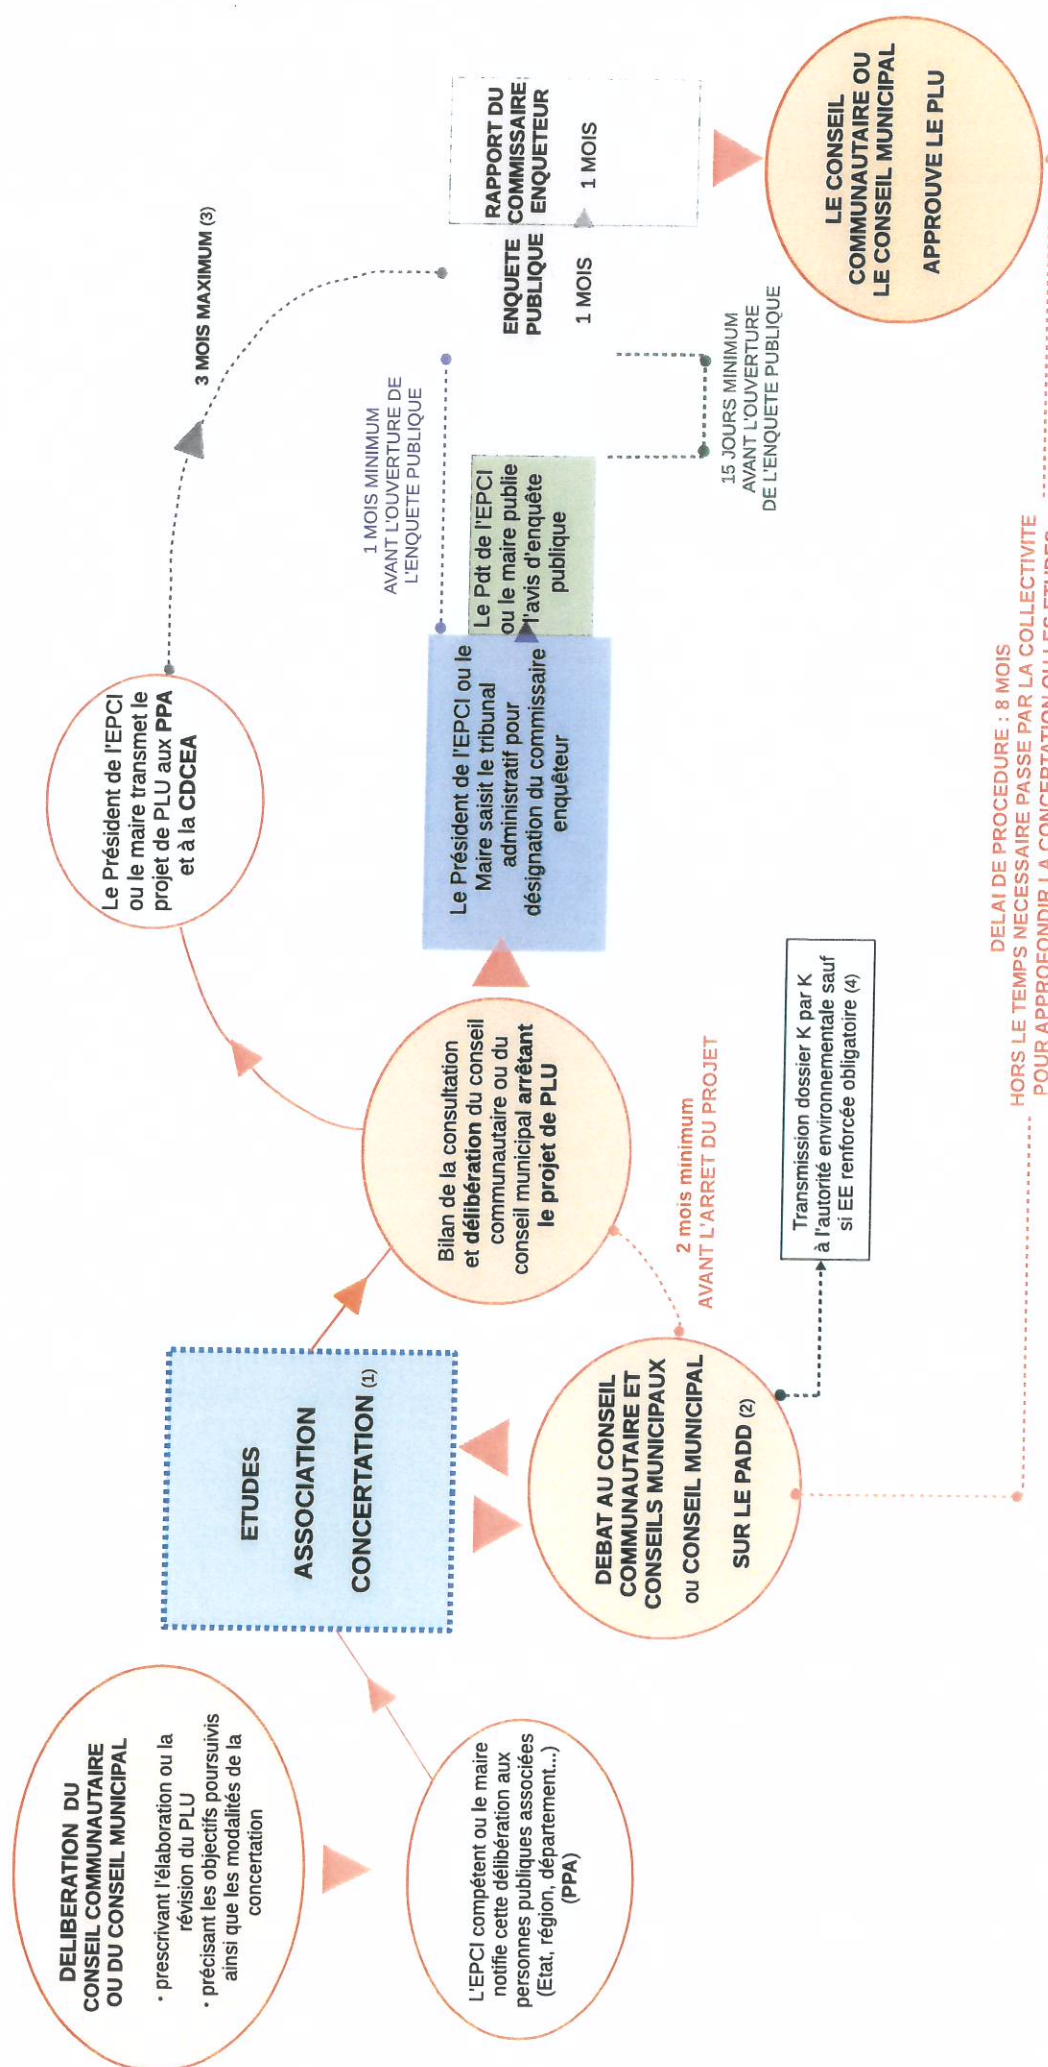 DELIBERATION DU
CONSEIL COMMUNAUTAIRE
OU DU CONSEIL MUNICIPAL
· prescrivant l'élaboration ou la
révision du PLU
· précisant les objectifs poursuivis
ainsi que les modalités de la
concertation
L'EPCI compétent ou le maire
notifie cette délibération aux
personnes publiques associées
(Etat, région, département...)
(PPA)
ETUDES
ASSOCIATION
CONCERTATION (1)
DEBAT AU CONSEIL
COMMUNAUTAIRE ET
CONSEILS MUNICIPAUX
ou CONSEIL MUNICIPAL
SUR LE PADD (2)
2 mois minimum
AVANT L'ARRET DU PROJET
Transmission dossier K par K
à l'autorité environnementale sauf
si EE renforcée obligatoire (4)
Bilan de la consultation
et délibération du conseil
communautaire ou du
conseil municipal arrêtant
le projet de PLU
Le Président de l'EPCI
ou le maire transmet le
projet de PLU aux PPA
et à la CDCEA
3 MOIS MAXIMUM (3)
Le Président de l'EPCI ou le
Maire saisit le tribunal
administratif pour
désignation du commissaire
enquêteur
1 MOIS MINIMUM
AVANT L'OUVERTURE DE
L'ENQUETE PUBLIQUE
Le Pdt de l'EPCI
ou le maire publie
l'avis d'enquête
publique
15 JOURS MINIMUM
AVANT L'OUVERTURE
DE L'ENQUETE PUBLIQUE
ENQUETE
PUBLIQUE
1 MOIS
RAPPORT DU
COMMISSAIRE
ENQUETEUR
1 MOIS
LE CONSEIL
COMMUNAUTAIRE OU
LE CONSEIL MUNICIPAL
APPROUVE LE PLU
DELAI DE PROCEDURE : 8 MOIS
HORS LE TEMPS NECESSAIRE PASSE PAR LA COLLECTIVITE
POUR APPROFONDIR LA CONCERTATION OU LES ETUDES